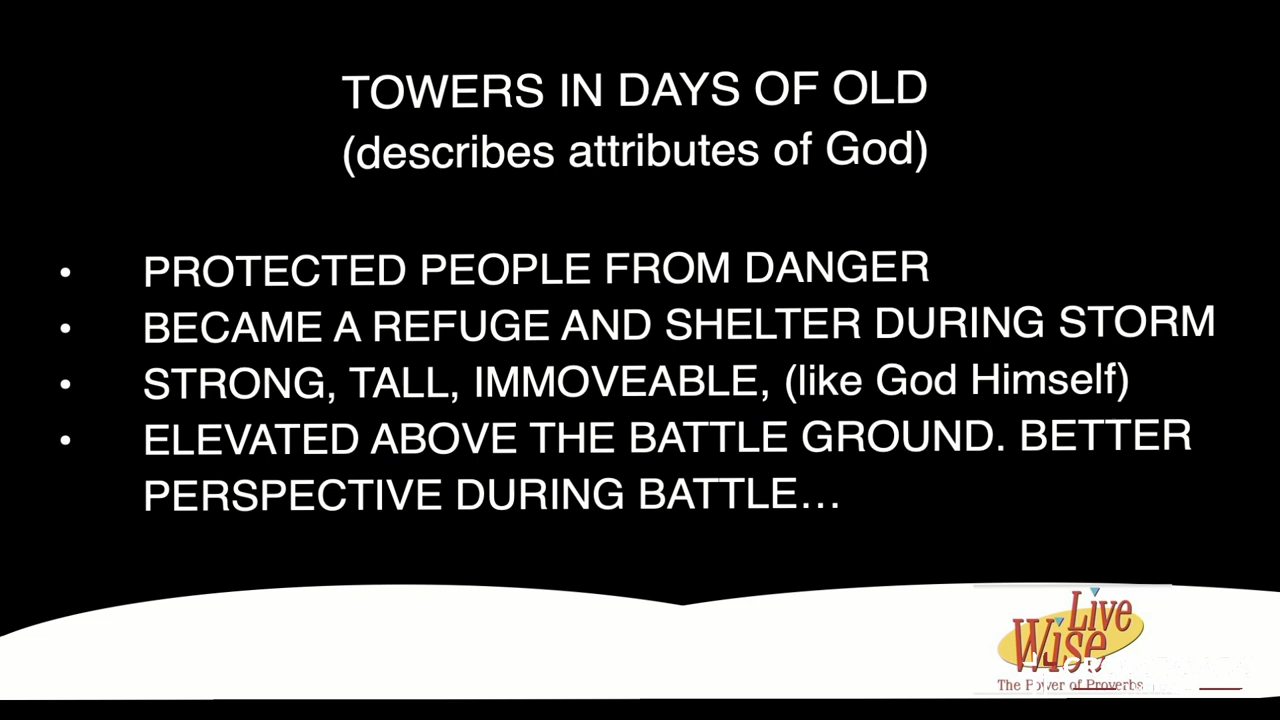 TOWERS IN DAYS OF OLD
(describes attributes of God)
• PROTECTED PEOPLE FROM DANGER
• BECAME A REFUGE AND SHELTER DURING STORM
• STRONG, TALL, IMMOVEABLE, (like God Himself)
• ELEVATED ABOVE THE BATTLE GROUND. BETTER
PERSPECTIVE DURING BATTLE…
Live
Wise
The Power of Proverbs